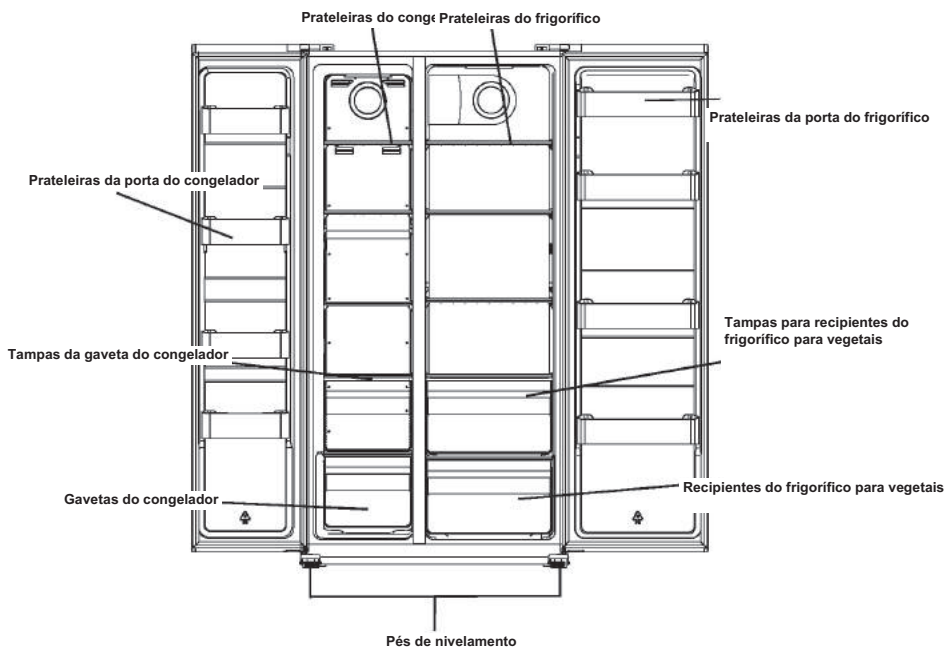 Prateleiras do cong
Prateleiras do frigorífico
Prateleiras da porta do frigorífico
Prateleiras da porta do congelador
Tampas para recipientes do
frigorífico para vegetais
Tampas da gaveta do congelador
Recipientes do frigorífico para vegetais
Gavetas do congelador
Pés de nivelamento